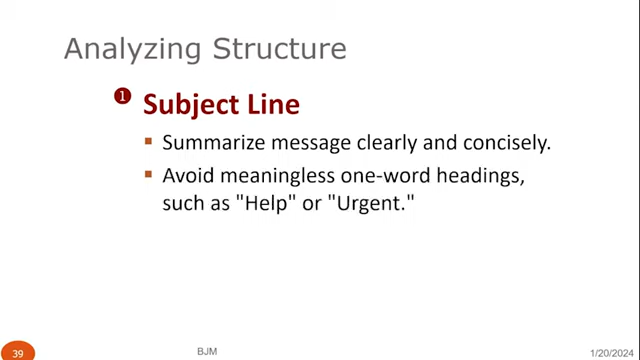 Analyzing Structure
❶ Subject Line
▪ Summarize message clearly and concisely.
▪ Avoid meaningless one-word headings,
such as "Help" or "Urgent."
39
BJM
1/20/2024